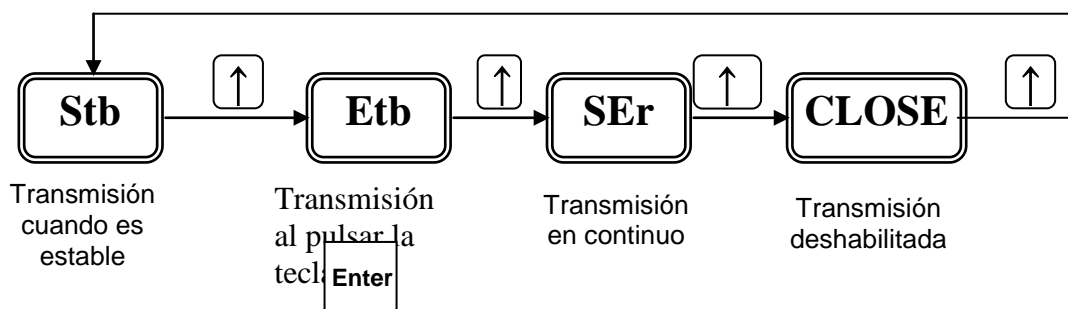 ↑ ↑ ↑ ↑
Stb Etb SEr CLOSE
Transmisión
cuando es
estable
Transmisión
al pulsar la
tecla
Enter
Transmisión
en continuo
Transmisión
deshabilitada